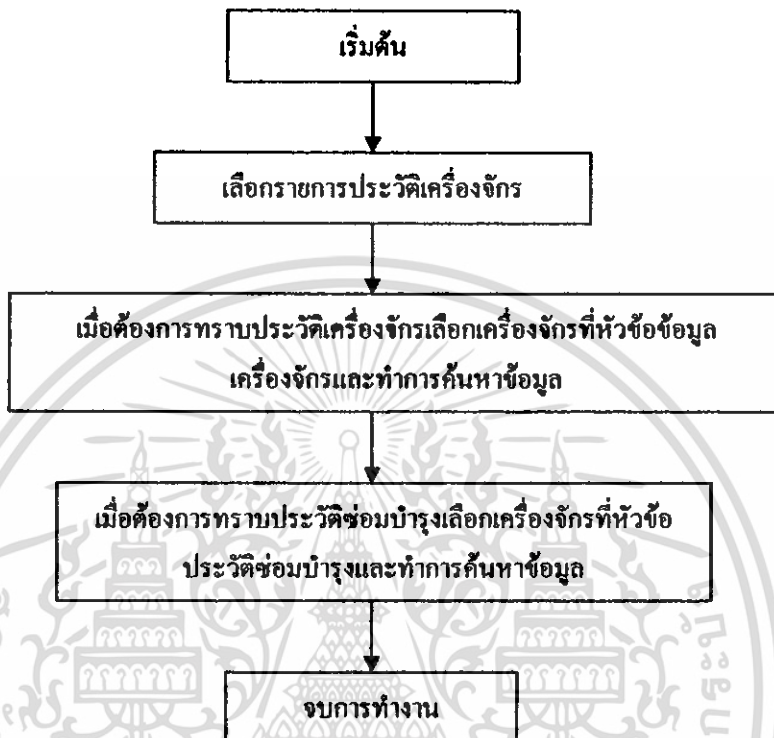 เริ่มต้น
เลือกรายการประวัติเครื่องจักร
เมื่อต้องการทราบประวัติเครื่องจักรเลือกเครื่องจักรที่หัวข้อข้อมูล
เครื่องจักรและทำการค้นหาข้อมูล
เมื่อต้องการทราบประวัติซ่อมบำรุงเลือกเครื่องจักรที่หัวข้อ
ประวัติซ่อมบำรุงและทำการค้นหาข้อมูล
จบการทำงาน